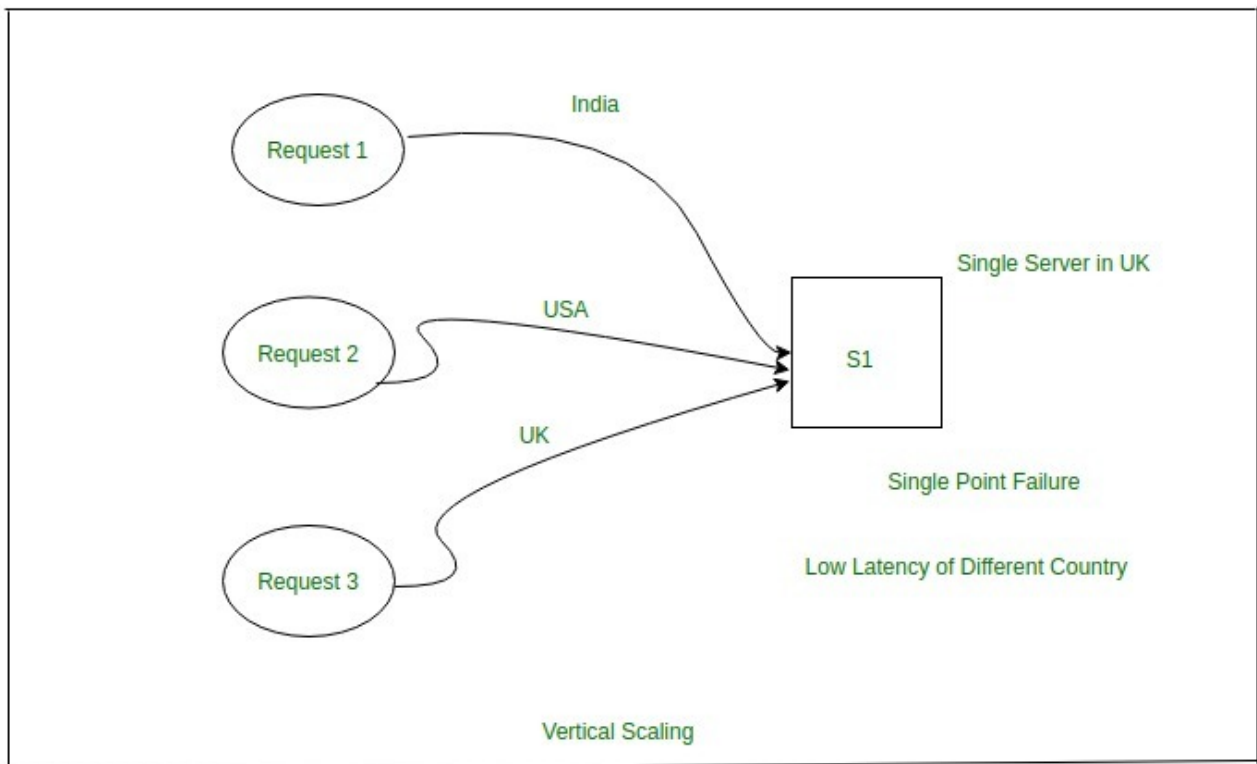 India
Request 1
Single Server in UK
USA
Request 2
S1
UK
Single Point Failure
Low Latency of Different Country
Request 3
Vertical Scaling